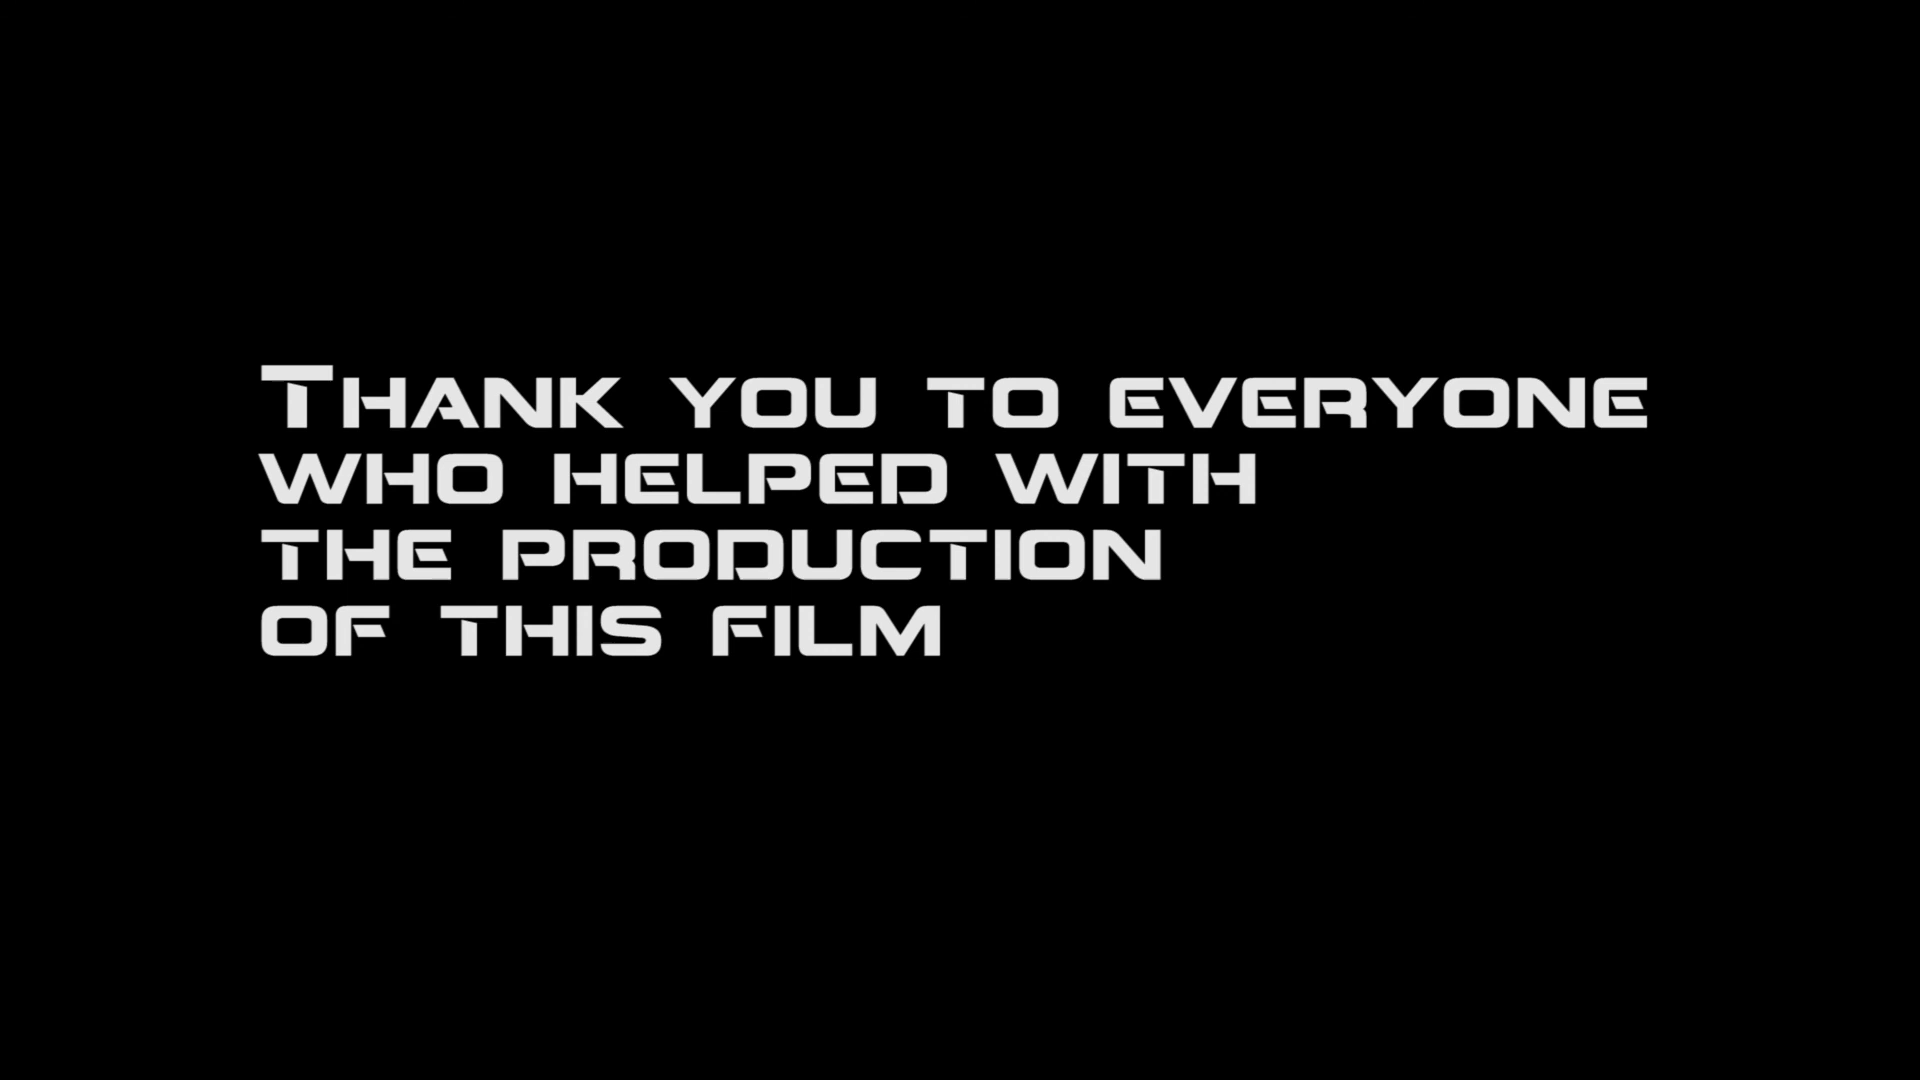 Thank you to everyone
who helped with
the production
of this film